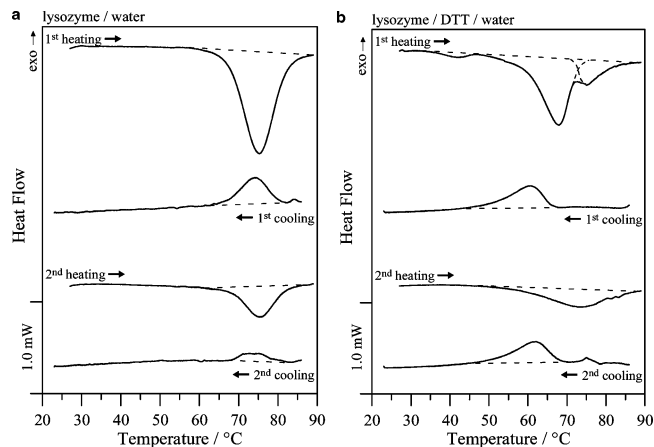 a
lysozyme / water
exo →
1st heating →
← 1st cooling
2nd heating →
← 2nd cooling
Heat Flow
1.0 mW
20 30 40 50 60 70 80 90
Temperature / °C
b
lysozyme / DTT / water
exo →
1st heating →
← 1st cooling
2nd heating →
← 2nd cooling
Heat Flow
1.0 mW
20 30 40 50 60 70 80 90
Temperature / °C